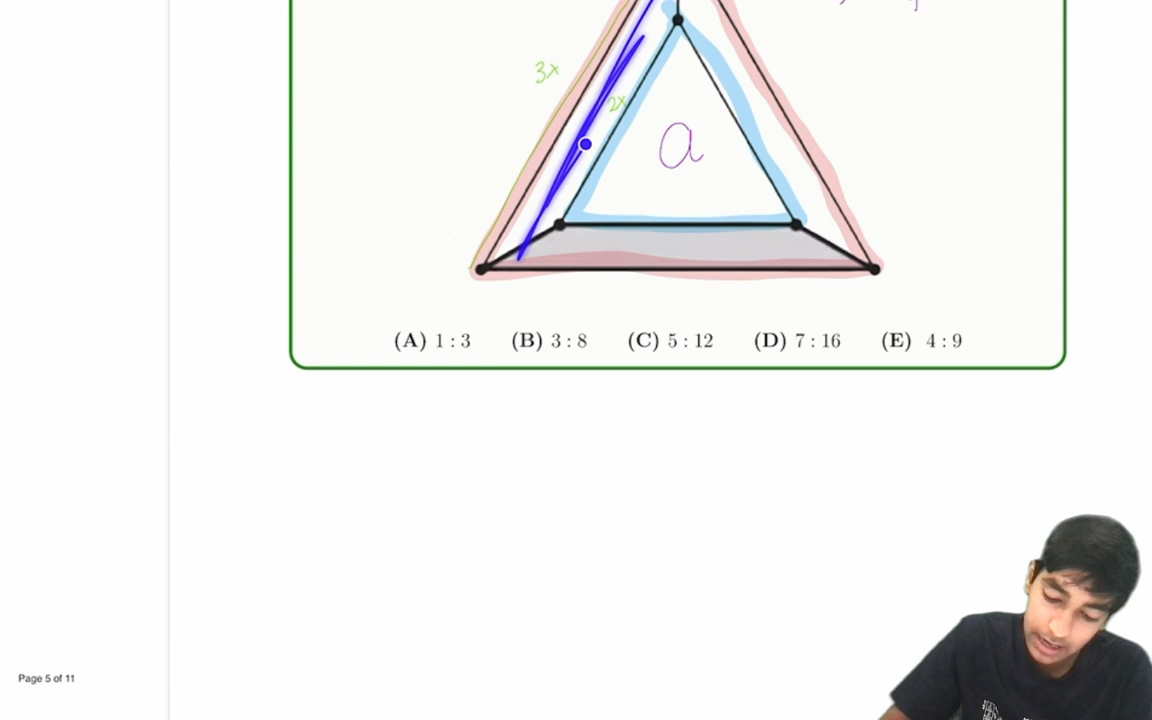 3x
2x
a
(A) 1 : 3 (B) 3 : 8 (C) 5 : 12 (D) 7 : 16 (E) 4 : 9
Page 5 of 11